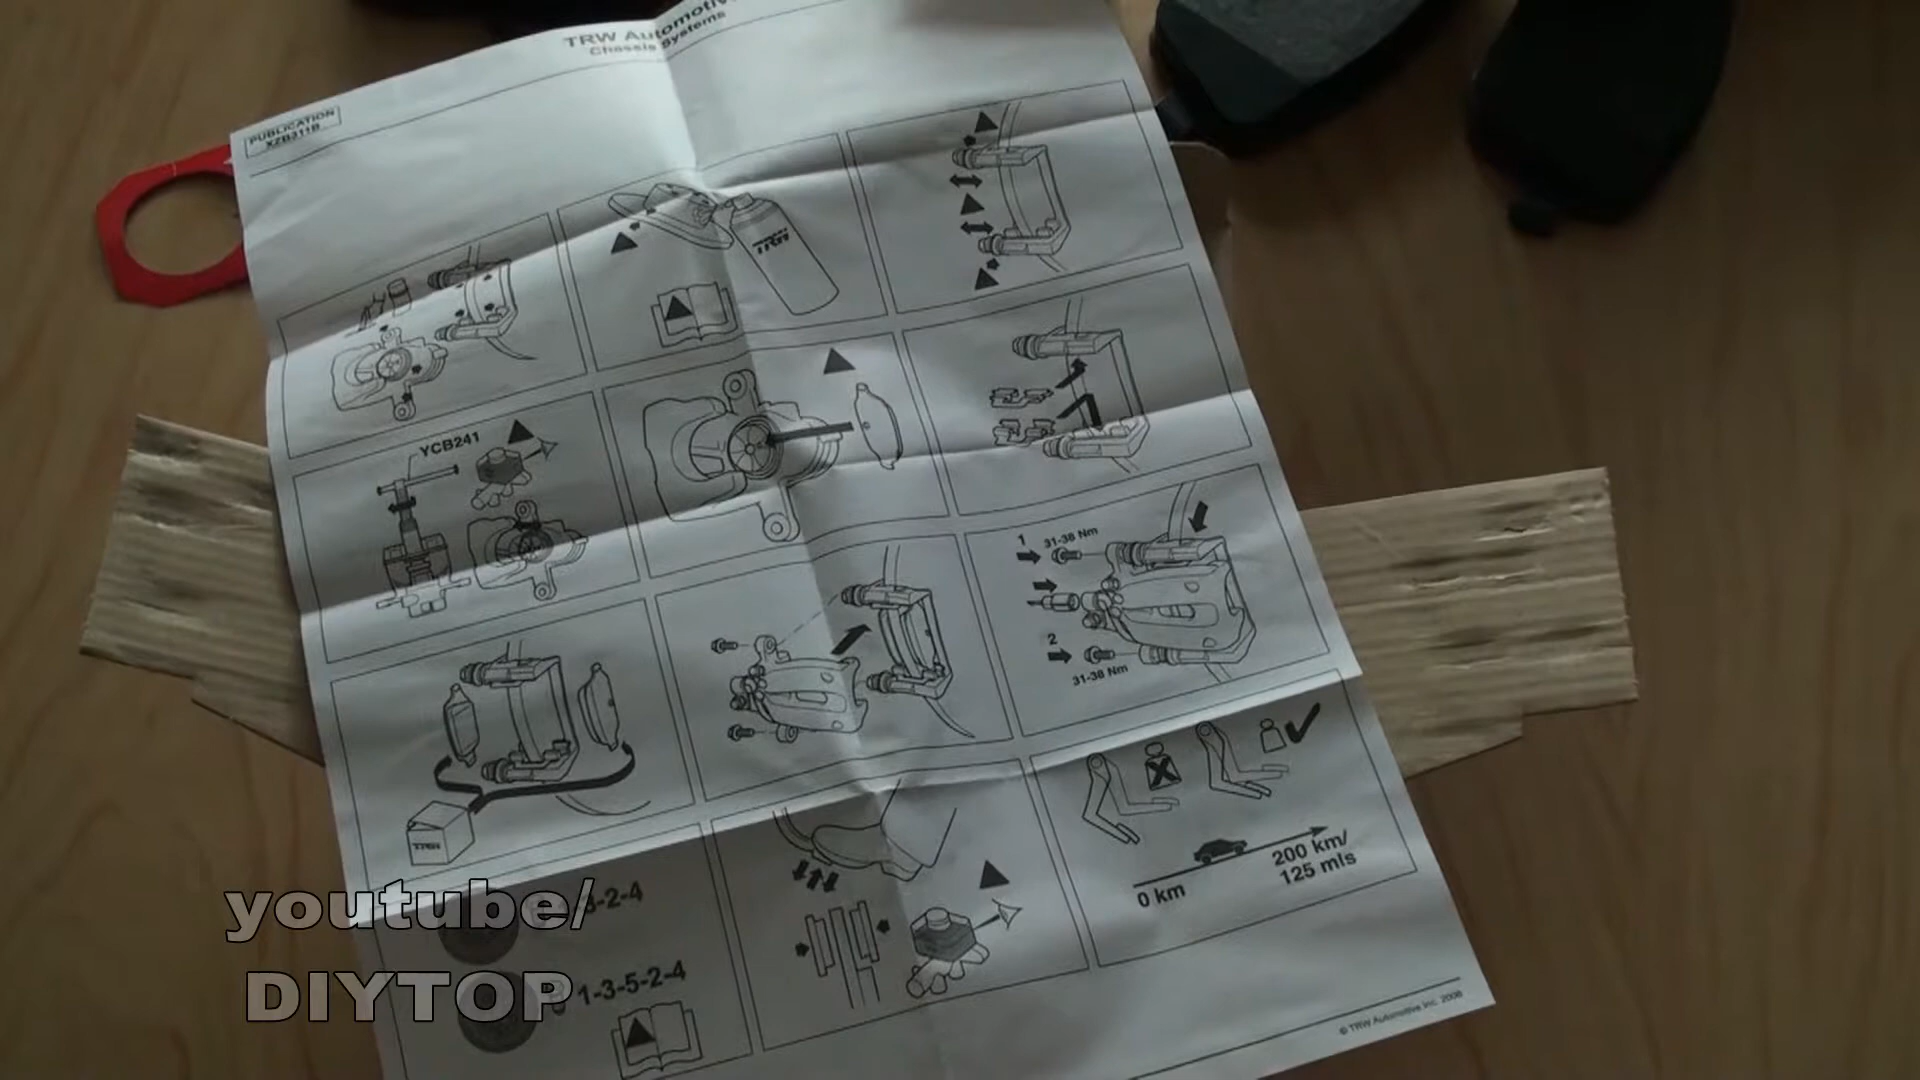 TRW Automotive
Chassis Systems
PUBLICATION
XZB311B
TRW
YCB241
1
31-38 Nm
2
31-38 Nm
TRW
200 km/
125 mls
0 km
3-2-4
1-3-5-2-4
© TRW Automotive Inc. 2006
youtube/
DIYTOP